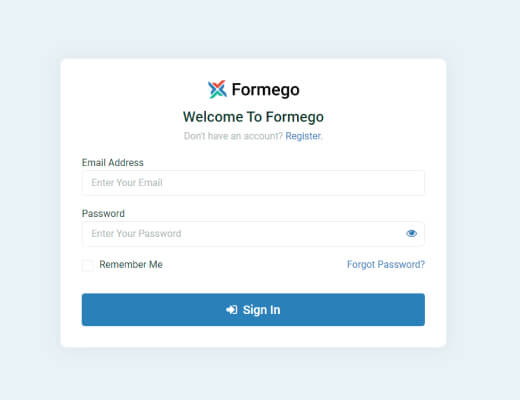 Formego
Welcome To Formego
Don't have an account? Register.
Email Address
Enter Your Email
Password
Enter Your Password
Remember Me Forgot Password?
Sign In